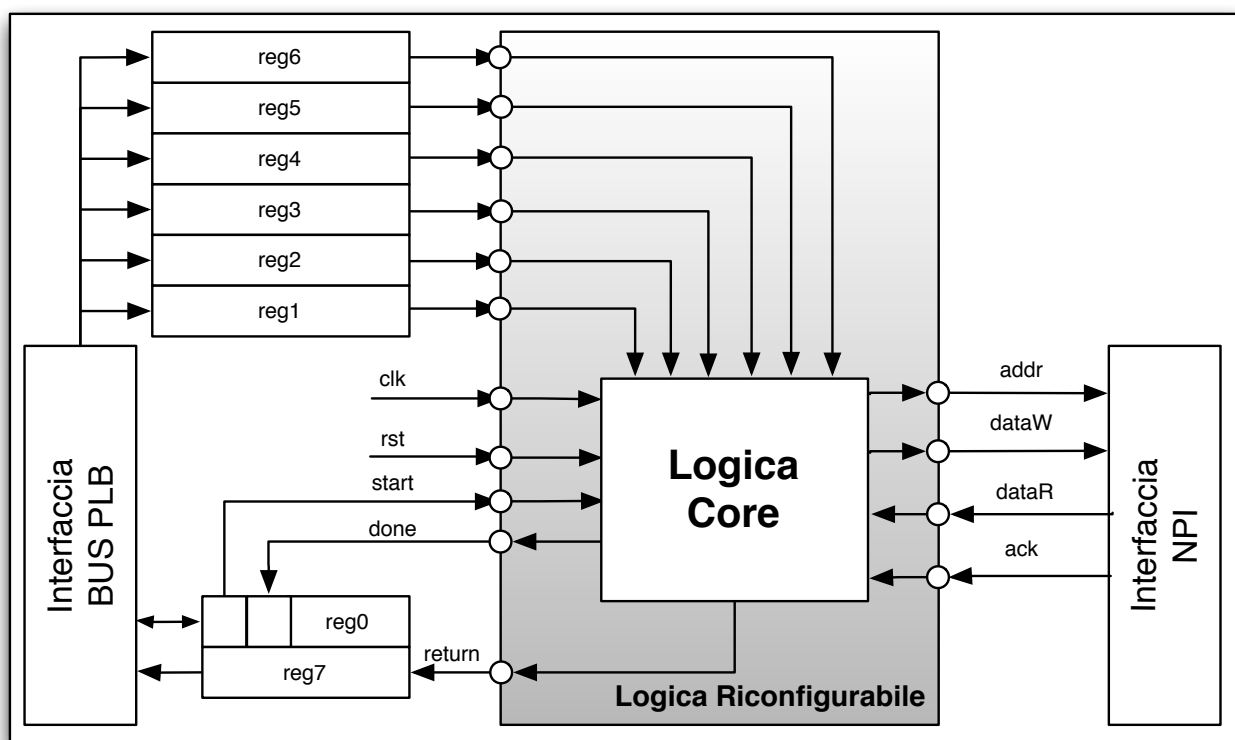 reg6
reg5
reg4
reg3
reg2
reg1
clk
rst
start
done
reg0
reg7
return
Interfaccia
BUS PLB
Logica
Core
Logica Riconfigurabile
addr
dataW
dataR
ack
Interfaccia
NPI